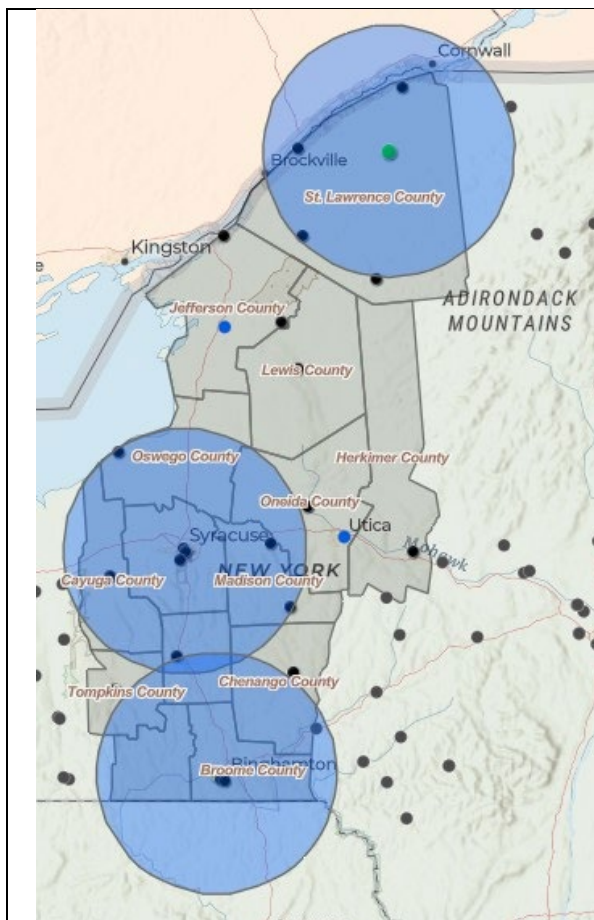 Cornwall
Brockville
St. Lawrence County
Kingston
e
ADIRONDACK
MOUNTAINS
Jefferson County
Lewis County
Oswego County
Herkimer County
Oneida County
Syracuse
Utica
Mohawk
NEW YORK
Cayuga County
Madison County
Tompkins County
Chenango County
Binghamton
Broome County